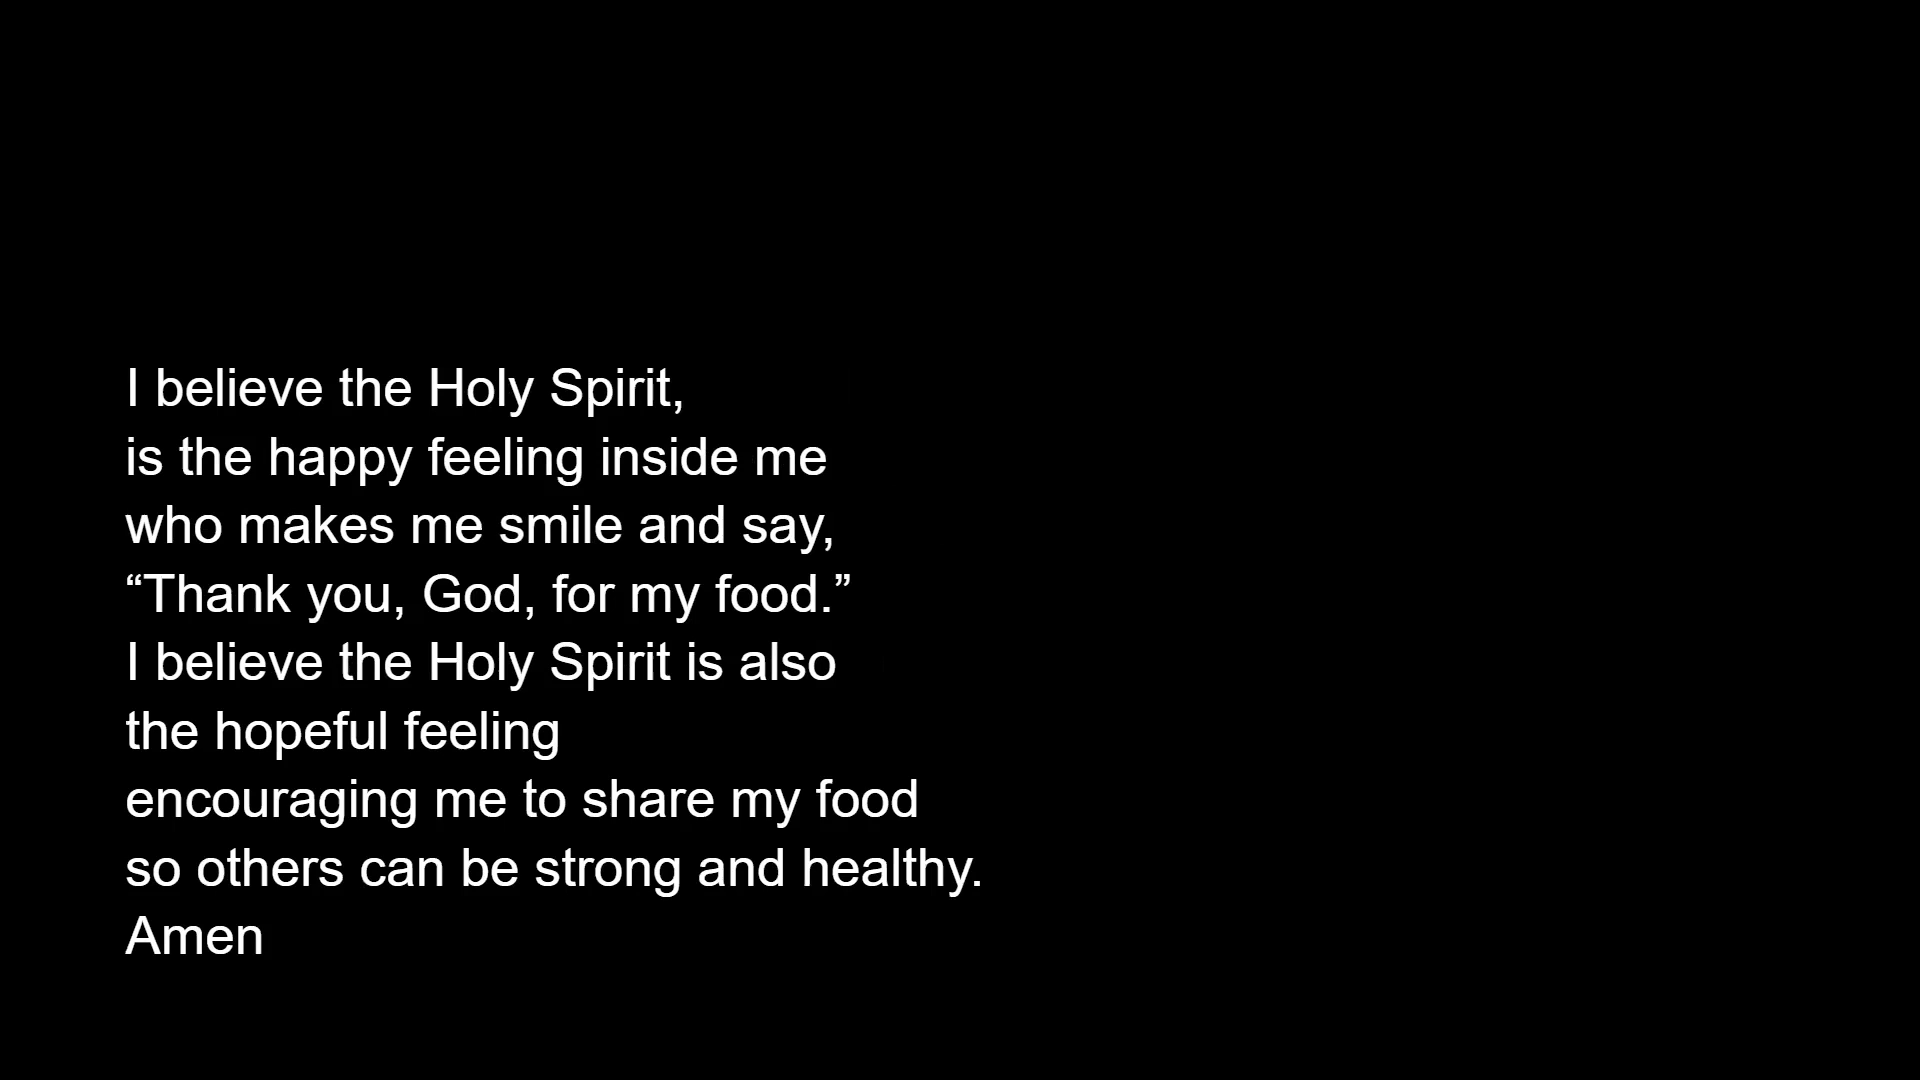 I believe the Holy Spirit,
is the happy feeling inside me
who makes me smile and say,
“Thank you, God, for my food.”
I believe the Holy Spirit is also
the hopeful feeling
encouraging me to share my food
so others can be strong and healthy.
Amen